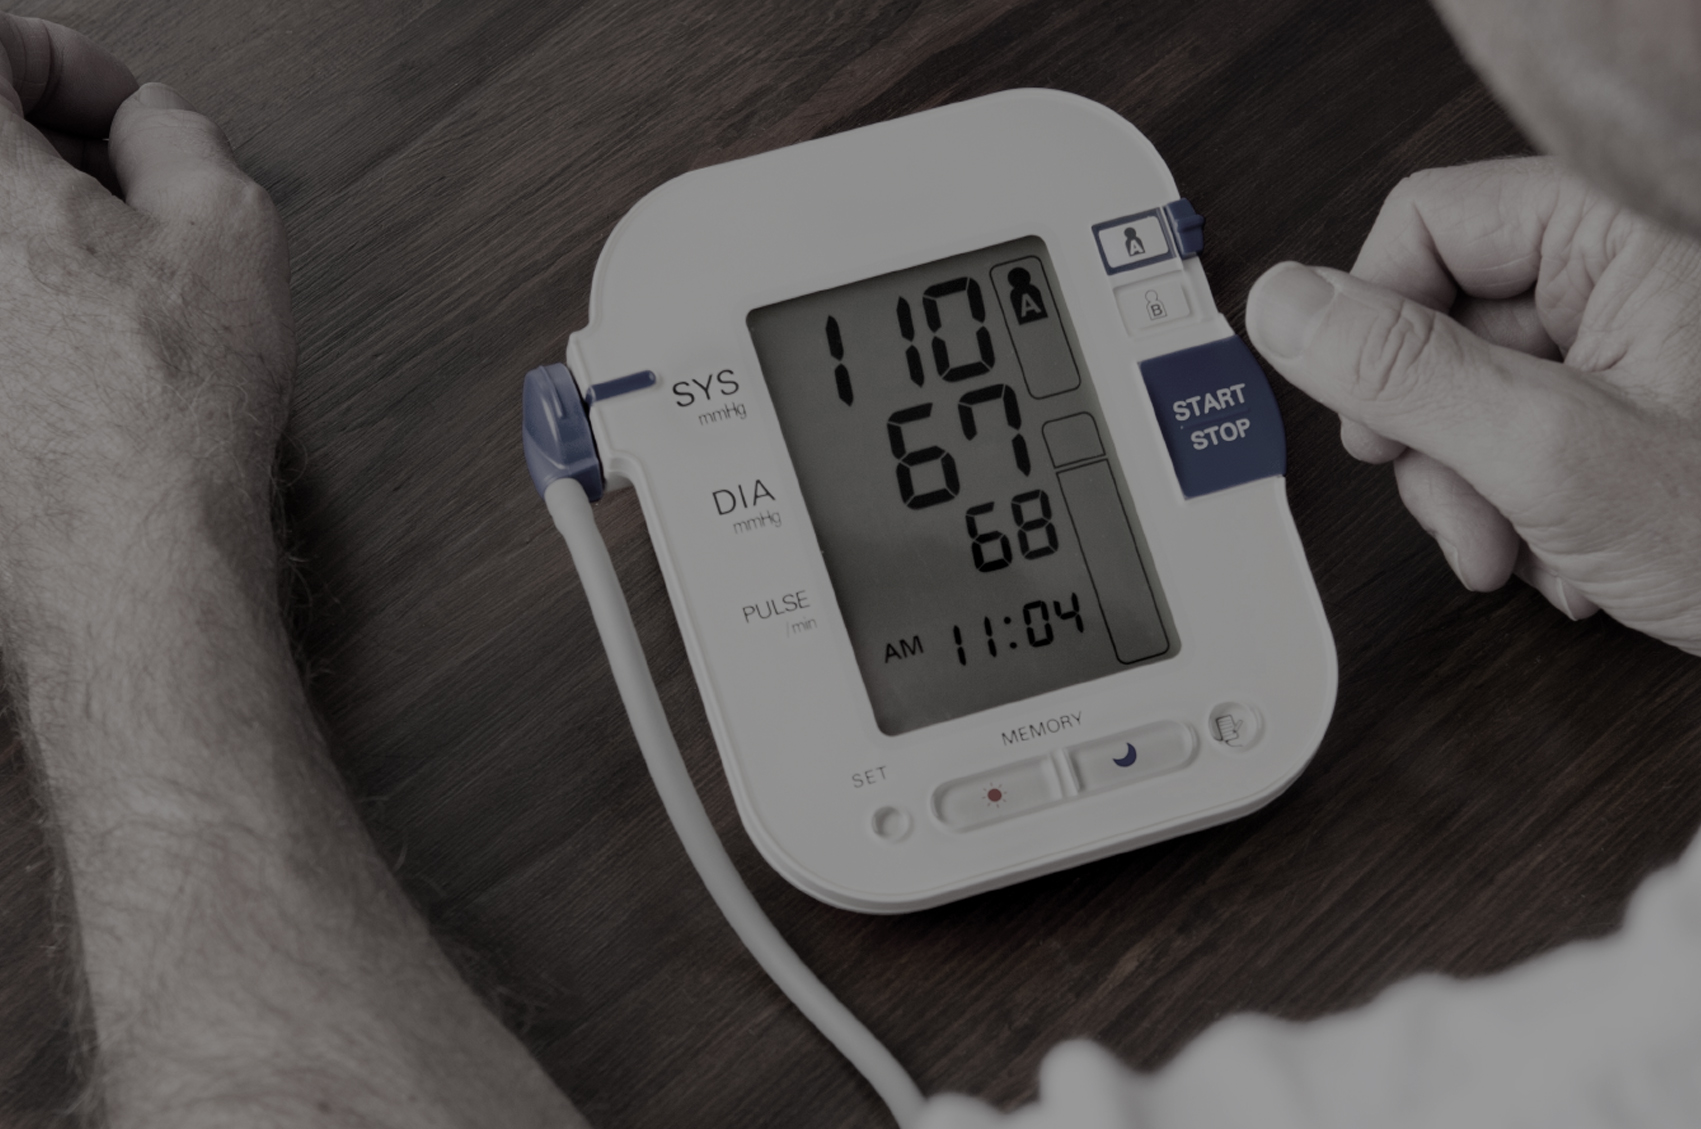 A
B
START
STOP
SYS
mmHg
110
A
DIA
mmHg
67
PULSE
/min
68
AM 11:04
MEMORY
SET